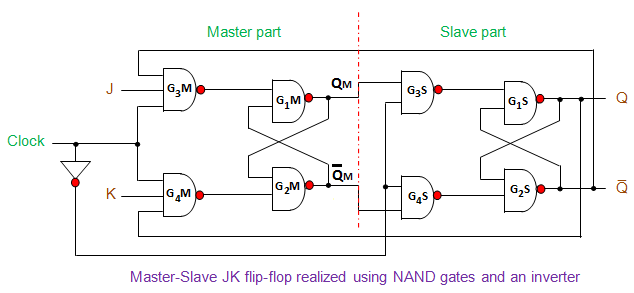 Master part
Slave part
J
G3M
G1M
QM
G3S
G1S
Q
Clock
K
G4M
G2M
Q̅M
G4S
G2S
Q̅
Master-Slave JK flip-flop realized using NAND gates and an inverter